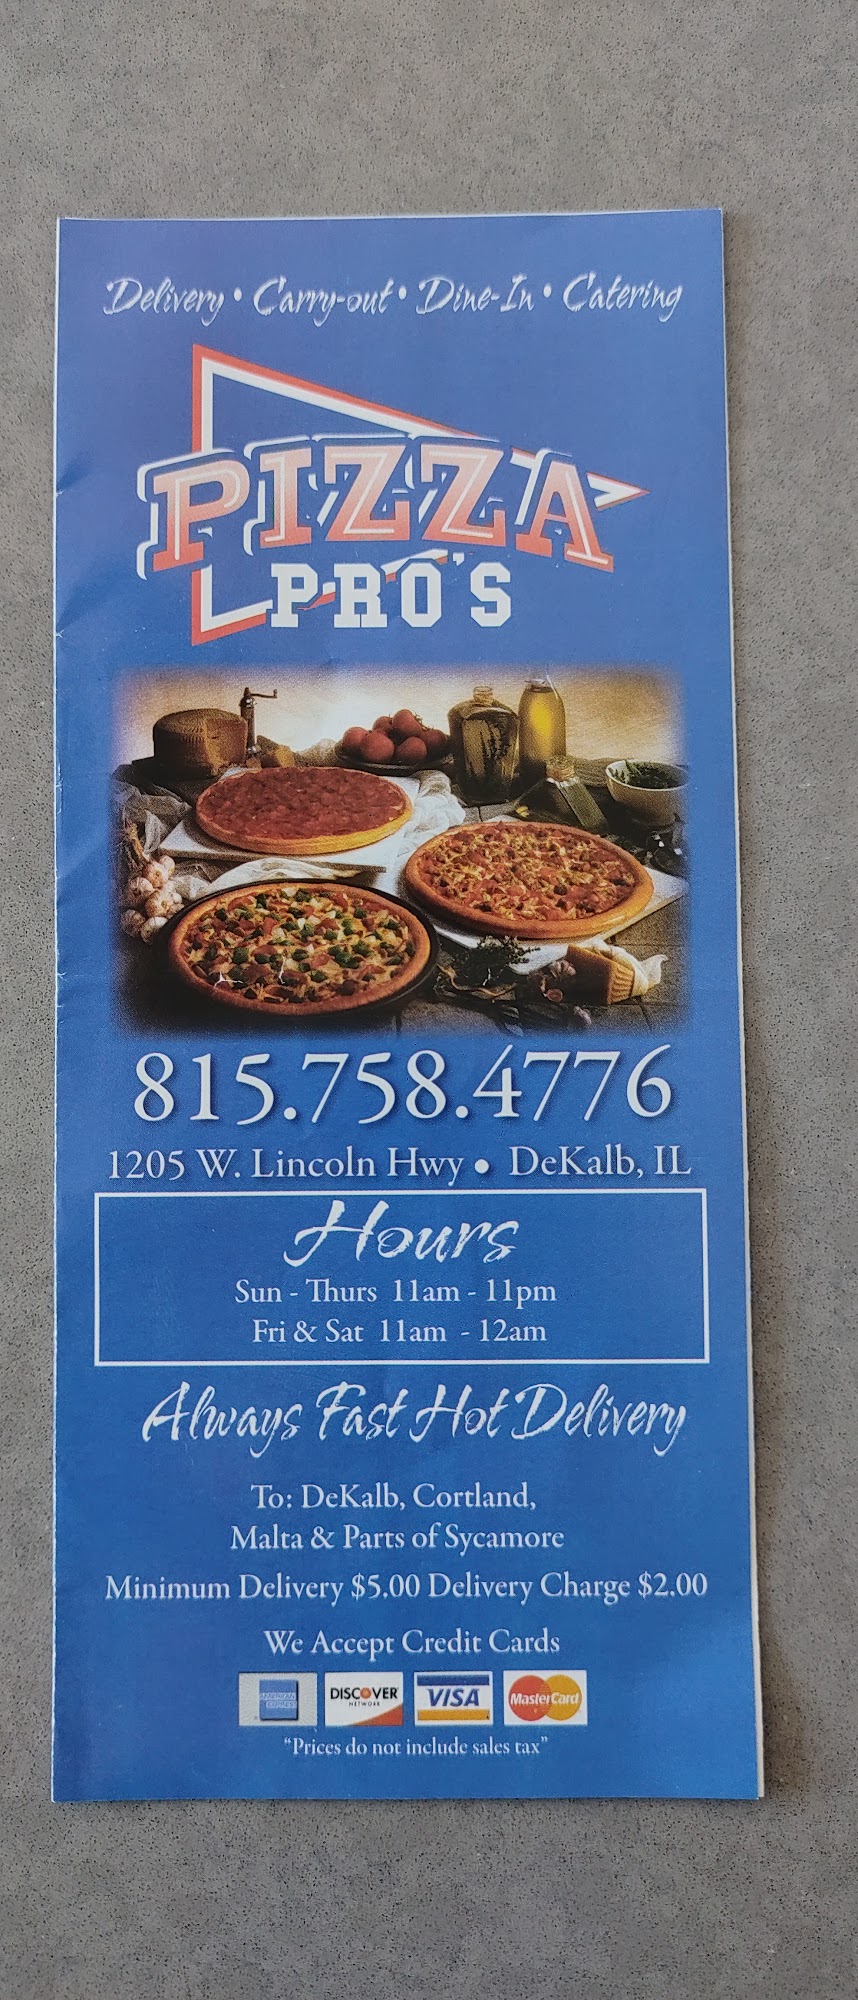 Delivery • Carry-out • Dine-In • Catering
PIZZA
PRO'S
815.758.4776
1205 W. Lincoln Hwy • DeKalb, IL
Hours
Sun - Thurs 11am - 11pm
Fri & Sat 11am - 12am
Always Fast Hot Delivery
To: DeKalb, Cortland,
Malta & Parts of Sycamore
Minimum Delivery $5.00 Delivery Charge $2.00
We Accept Credit Cards
AMERICAN EXPRESS DISCOVER NETWORK VISA MasterCard
"Prices do not include sales tax"